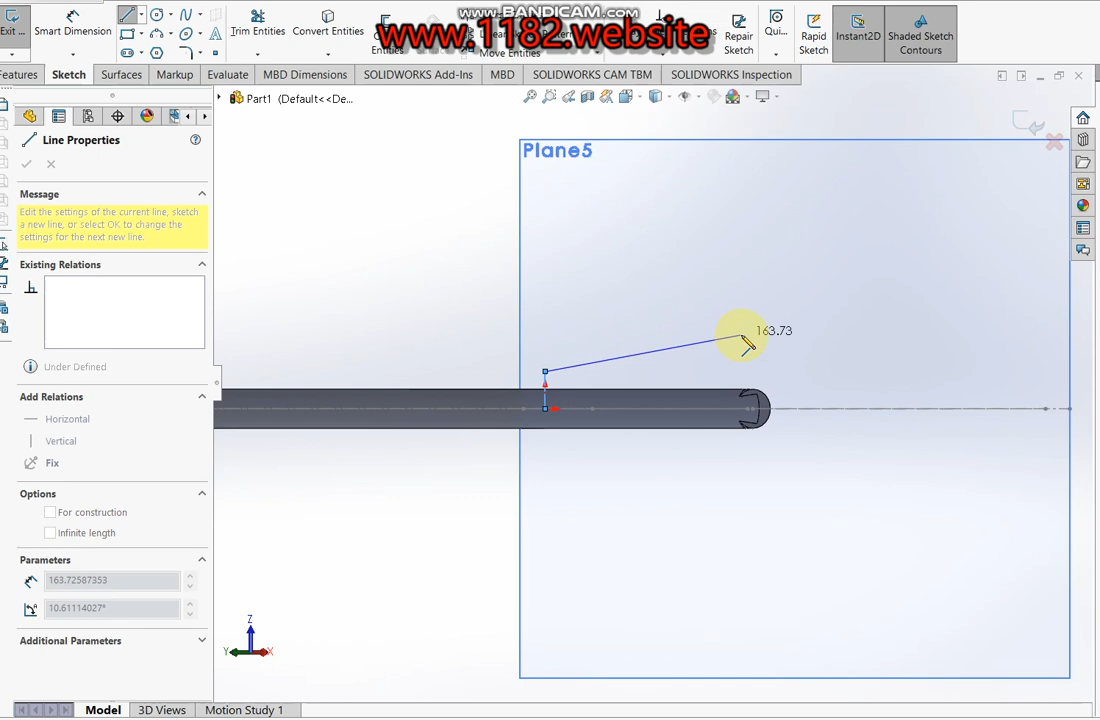 www.BANDICAM.com
www.1182.website
Exit ...
Smart Dimension
Trim Entities
Convert Entities
Entities
Move Entities
Repair Sketch
Qui...
Rapid Sketch
Instant2D
Shaded Sketch Contours
Features
Sketch
Surfaces
Markup
Evaluate
MBD Dimensions
SOLIDWORKS Add-Ins
MBD
SOLIDWORKS CAM TBM
SOLIDWORKS Inspection
Part1 (Default<<De...
Line Properties
Message
Edit the settings of the current line, sketch
a new line, or select OK to change the
settings for the next new line.
Existing Relations
Under Defined
Add Relations
Horizontal
Vertical
Fix
Options
For construction
Infinite length
Parameters
163.72587353
10.61114027°
Additional Parameters
Plane5
163.73
Z
Y
X
Model
3D Views
Motion Study 1